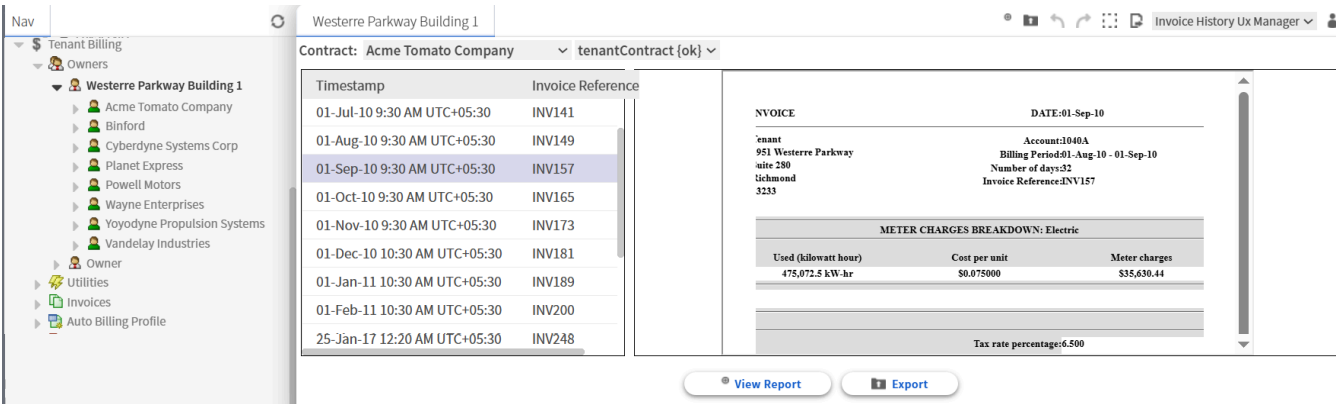 Nav
Westerre Parkway Building 1
Invoice History Ux Manager
$ Tenant Billing
Owners
Westerre Parkway Building 1
Acme Tomato Company
Binford
Cyberdyne Systems Corp
Planet Express
Powell Motors
Wayne Enterprises
Yoyodyne Propulsion Systems
Vandelay Industries
Owner
Utilities
Invoices
Auto Billing Profile
Contract: Acme Tomato Company tenantContract {ok}
Timestamp Invoice Reference
01-Jul-10 9:30 AM UTC+05:30 INV141
01-Aug-10 9:30 AM UTC+05:30 INV149
01-Sep-10 9:30 AM UTC+05:30 INV157
01-Oct-10 9:30 AM UTC+05:30 INV165
01-Nov-10 9:30 AM UTC+05:30 INV173
01-Dec-10 10:30 AM UTC+05:30 INV181
01-Jan-11 10:30 AM UTC+05:30 INV189
01-Feb-11 10:30 AM UTC+05:30 INV200
25-Jan-17 12:20 AM UTC+05:30 INV248
NVOICE DATE:01-Sep-10
enant Account:1040A
951 Westerre Parkway Billing Period:01-Aug-10 - 01-Sep-10
uite 280 Number of days:32
ichmond Invoice Reference:INV157
3233
METER CHARGES BREAKDOWN: Electric
Used (kilowatt hour) Cost per unit Meter charges
475,072.5 kW-hr $0.075000 $35,630.44
Tax rate percentage:6.500
View Report
Export